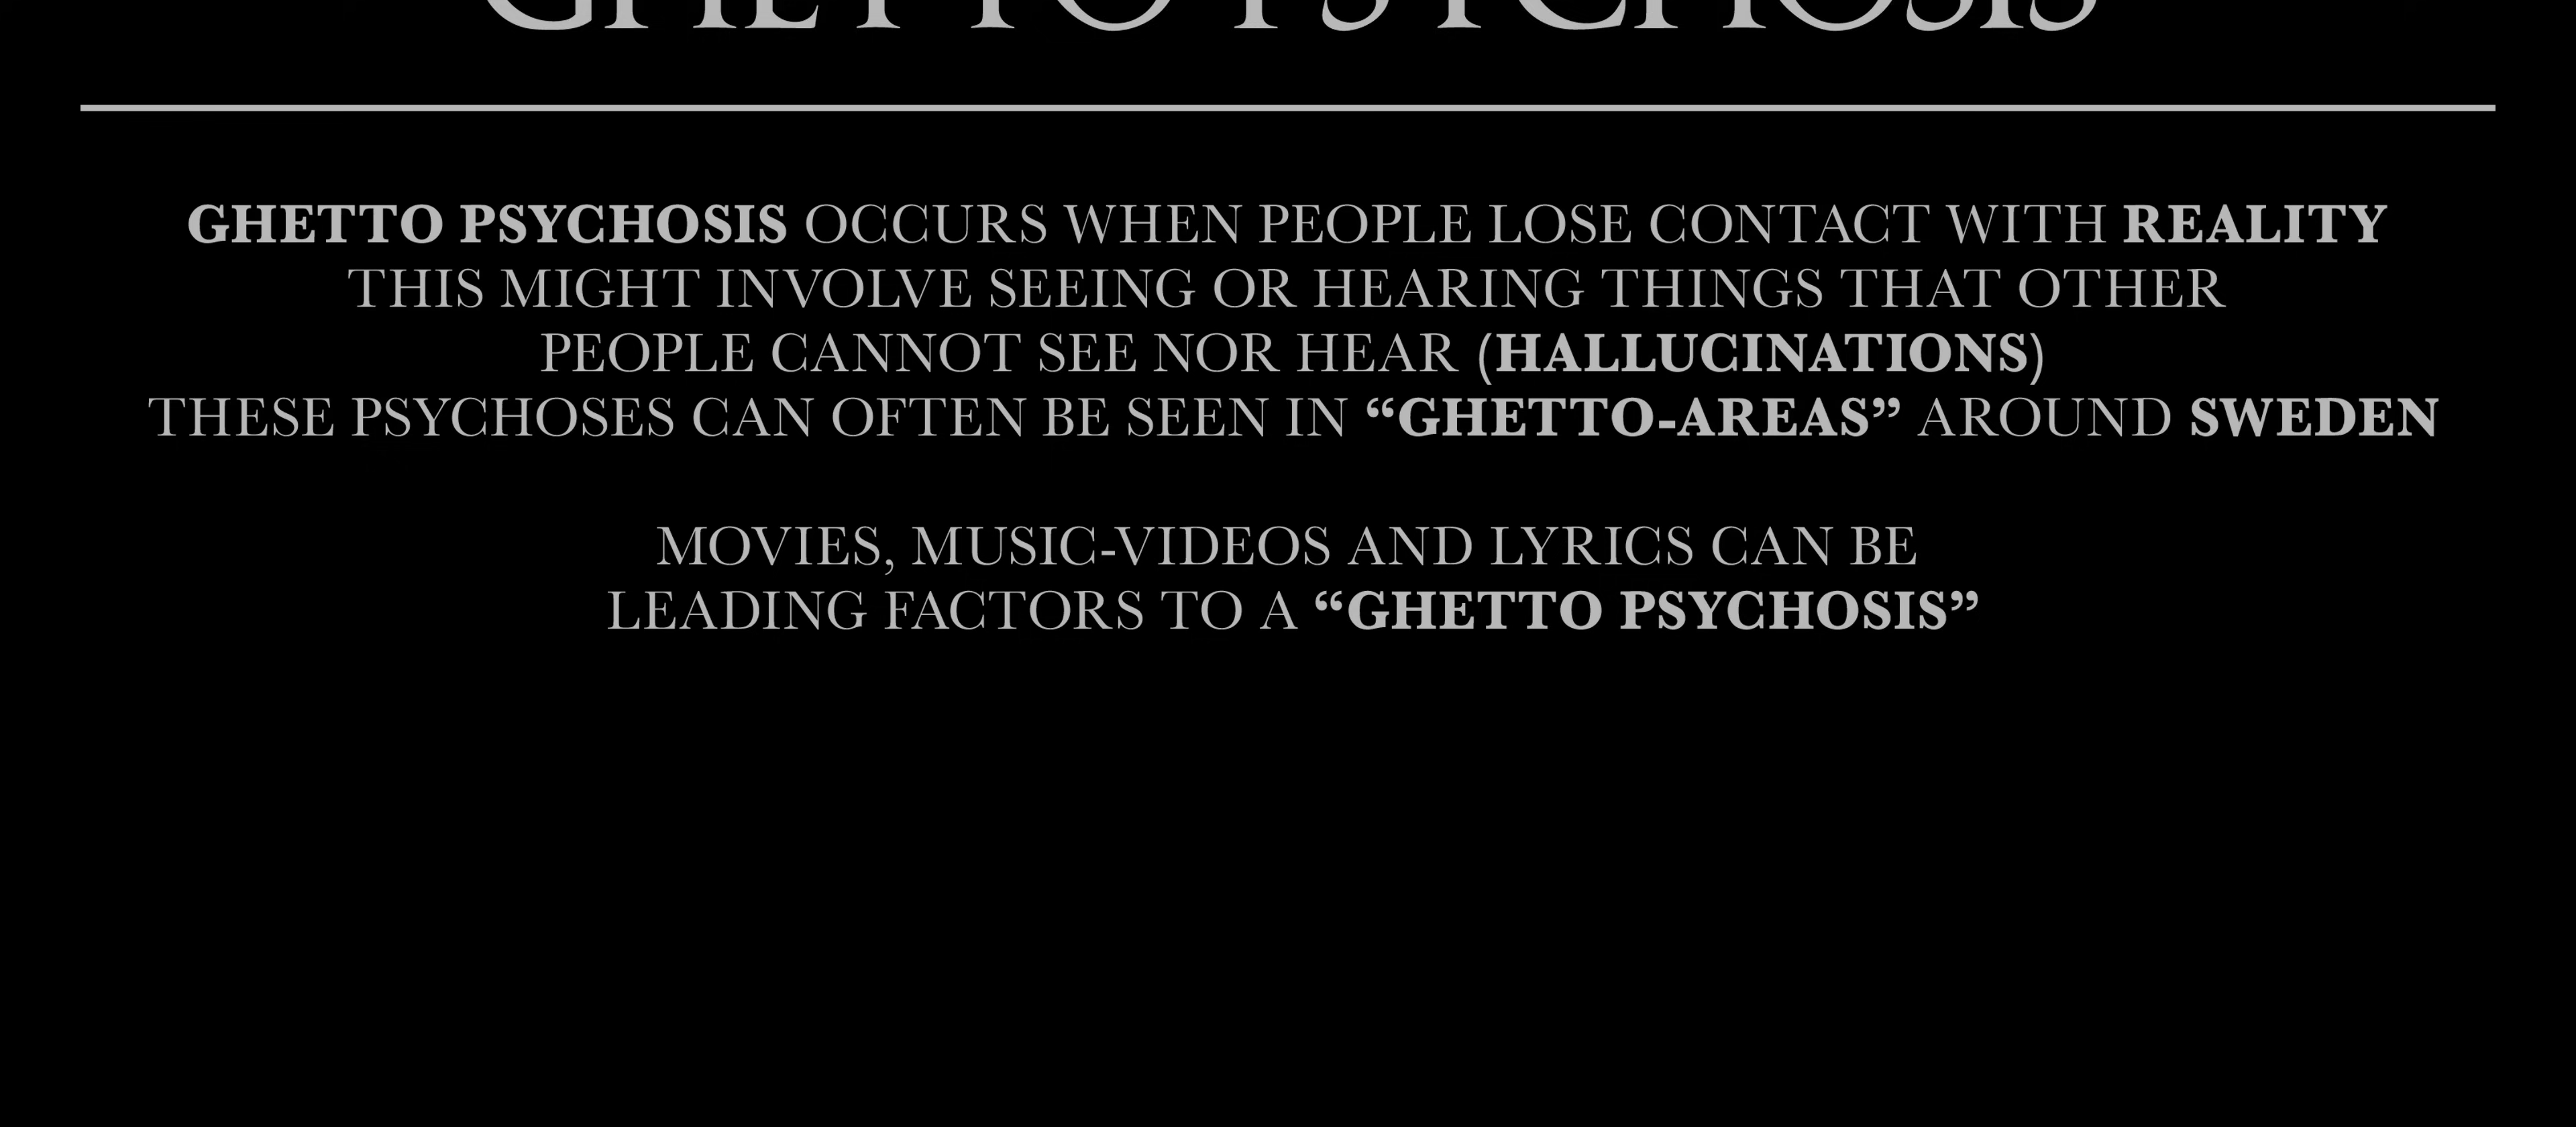 GHETTO PSYCHOSIS
GHETTO PSYCHOSIS OCCURS WHEN PEOPLE LOSE CONTACT WITH REALITY
THIS MIGHT INVOLVE SEEING OR HEARING THINGS THAT OTHER
PEOPLE CANNOT SEE NOR HEAR (HALLUCINATIONS)
THESE PSYCHOSES CAN OFTEN BE SEEN IN “GHETTO-AREAS” AROUND SWEDEN
MOVIES, MUSIC-VIDEOS AND LYRICS CAN BE
LEADING FACTORS TO A “GHETTO PSYCHOSIS”